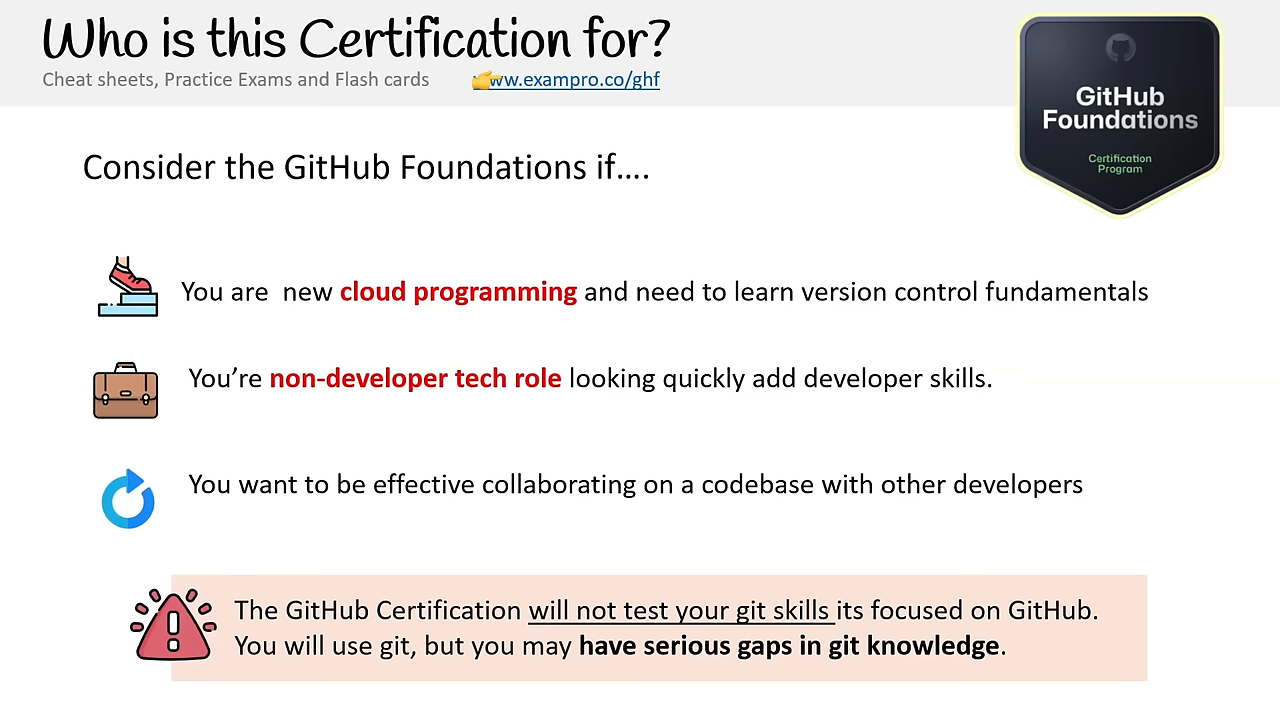 Who is this Certification for?
Cheat sheets, Practice Exams and Flash cards
www.exampro.co/ghf
GitHub
Foundations
Certification
Program
Consider the GitHub Foundations if....
You are  new cloud programming and need to learn version control fundamentals
You’re non-developer tech role looking quickly add developer skills.
You want to be effective collaborating on a codebase with other developers
The GitHub Certification will not test your git skills its focused on GitHub.
You will use git, but you may have serious gaps in git knowledge.